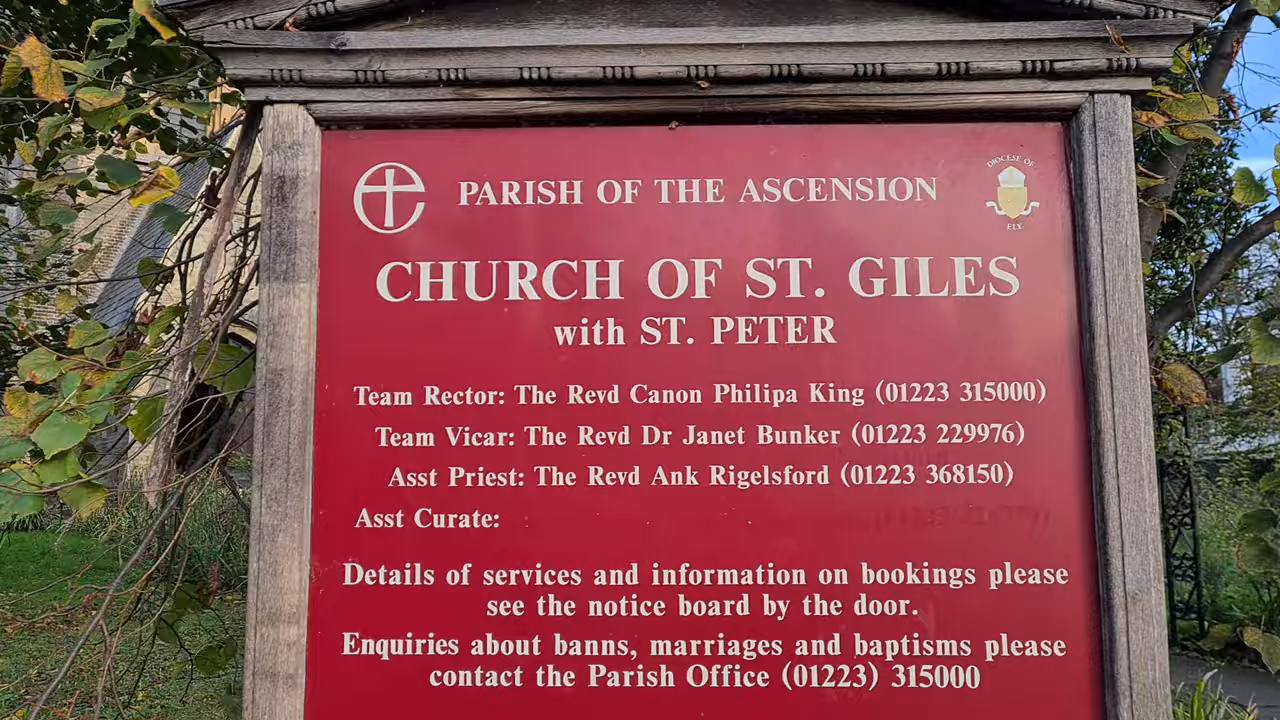 PARISH OF THE ASCENSION
DIOCESE OF
ELY
CHURCH OF ST. GILES
with ST. PETER
Team Rector: The Revd Canon Philipa King (01223 315000)
Team Vicar: The Revd Dr Janet Bunker (01223 229976)
Asst Priest: The Revd Ank Rigelsford (01223 368150)
Asst Curate:
Details of services and information on bookings please
see the notice board by the door.
Enquiries about banns, marriages and baptisms please
contact the Parish Office (01223) 315000